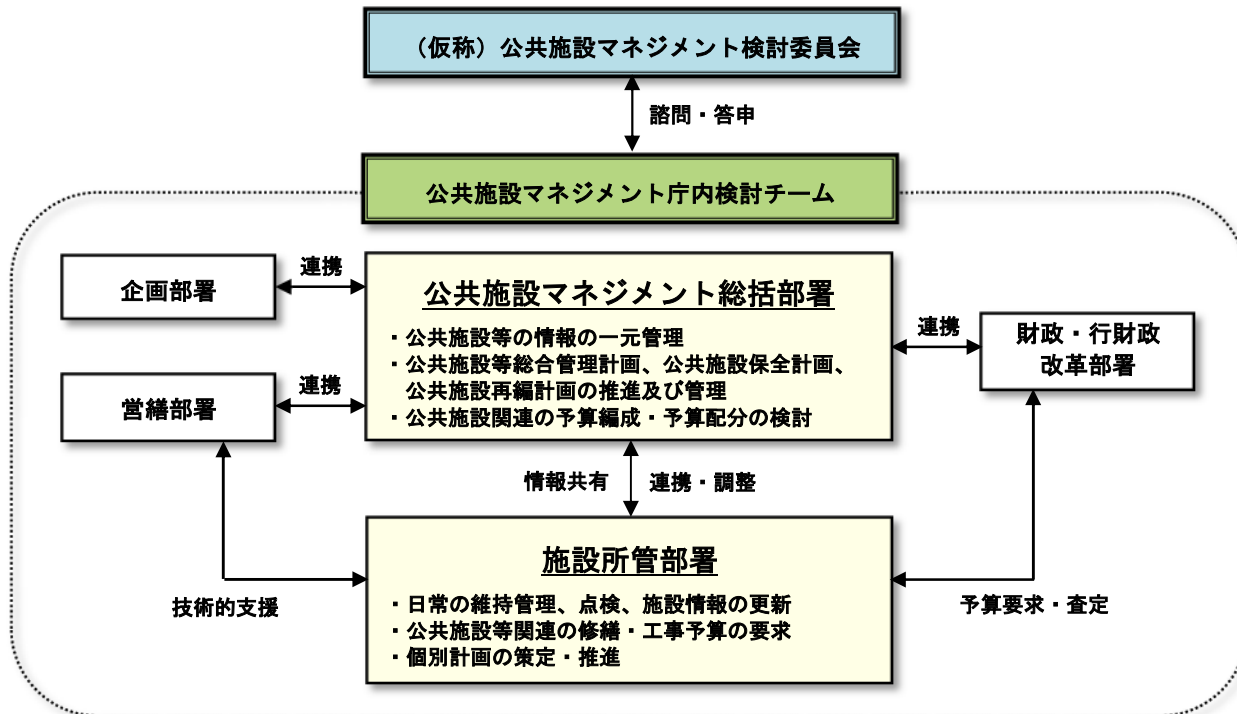 （仮称）公共施設マネジメント検討委員会
諮問・答申
公共施設マネジメント庁内検討チーム
企画部署
連携
公共施設マネジメント総括部署
・公共施設等の情報の一元管理
・公共施設等総合管理計画、公共施設保全計画、
公共施設再編計画の推進及び管理
・公共施設関連の予算編成・予算配分の検討
連携
財政・行財政
改革部署
営繕部署
連携
情報共有
連携・調整
施設所管部署
・日常の維持管理、点検、施設情報の更新
・公共施設等関連の修繕・工事予算の要求
・個別計画の策定・推進
技術的支援
予算要求・査定